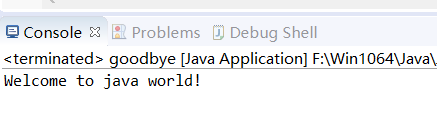 Console Problems Debug Shell
<terminated> goodbye [Java Application] F:\Win1064\Java\
Welcome to java world!